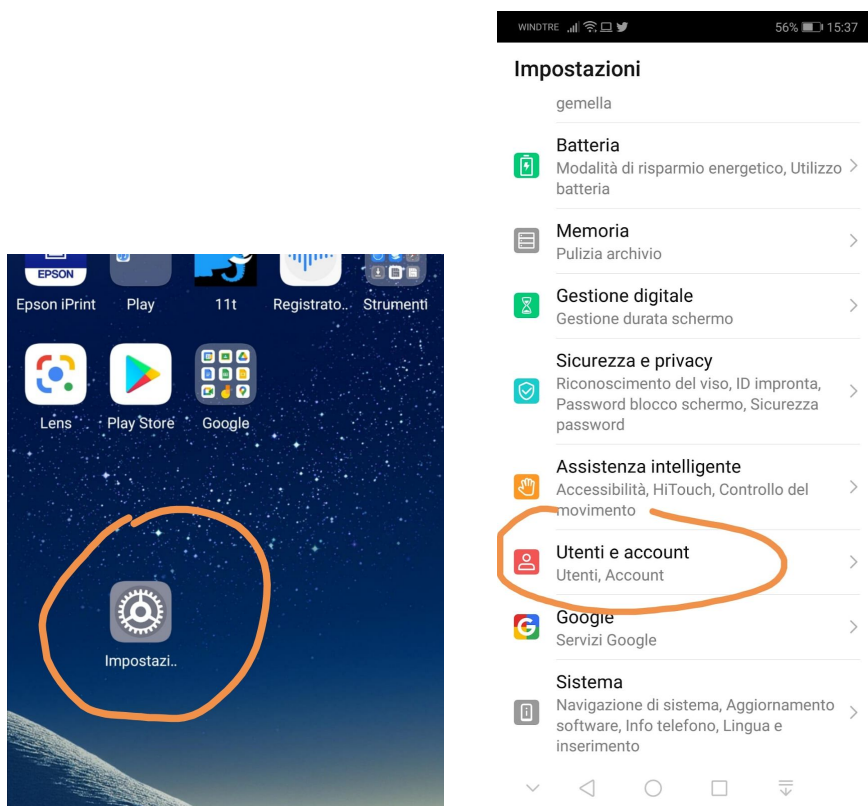 EPSON
Epson iPrint
Play
11t
Registrato..
Strumenti
Lens
Play Store
Google
Impostazi..
WINDTRE
56%
15:37
Impostazioni
gemella
Batteria
Modalità di risparmio energetico, Utilizzo
batteria
Memoria
Pulizia archivio
Gestione digitale
Gestione durata schermo
Sicurezza e privacy
Riconoscimento del viso, ID impronta,
Password blocco schermo, Sicurezza
password
Assistenza intelligente
Accessibilità, HiTouch, Controllo del
movimento
Utenti e account
Utenti, Account
Google
Servizi Google
Sistema
Navigazione di sistema, Aggiornamento
software, Info telefono, Lingua e
inserimento